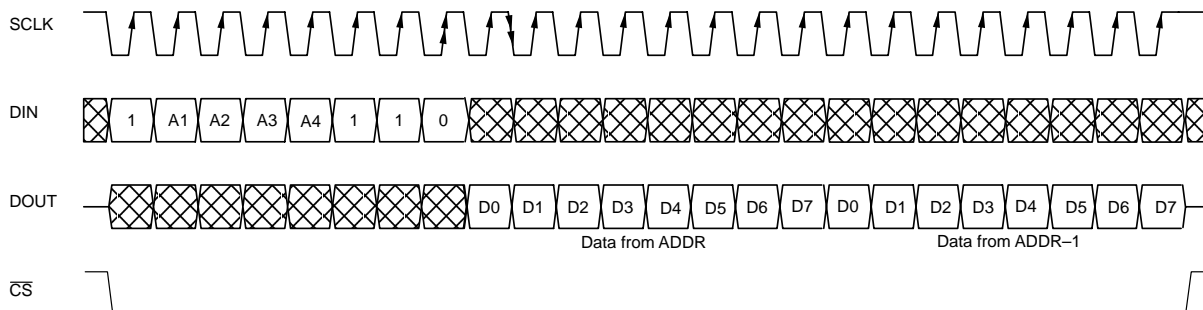 SCLK
DIN 1 A1 A2 A3 A4 1 1 0
DOUT D0 D1 D2 D3 D4 D5 D6 D7 D0 D1 D2 D3 D4 D5 D6 D7
Data from ADDR Data from ADDR–1
CS